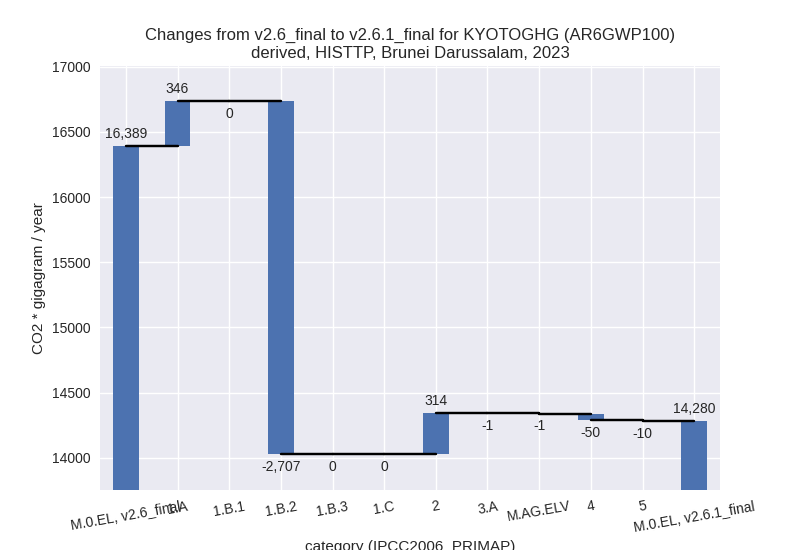 Changes from v2.6_final to v2.6.1_final for KYOTOGHG (AR6GWP100)
derived, HISTTP, Brunei Darussalam, 2023
17000
16500
16000
15500
15000
14500
14000
CO2 * gigagram / year
16,389
346
0
-2,707
0
0
314
-1
-1
-50
-10
14,280
M.0.EL, v2.6_final
1.A
1.B.1
1.B.2
1.B.3
1.C
2
3.A
M.AG.ELV
4
5
M.0.EL, v2.6.1_final
category (IPCC2006_PRIMAP)